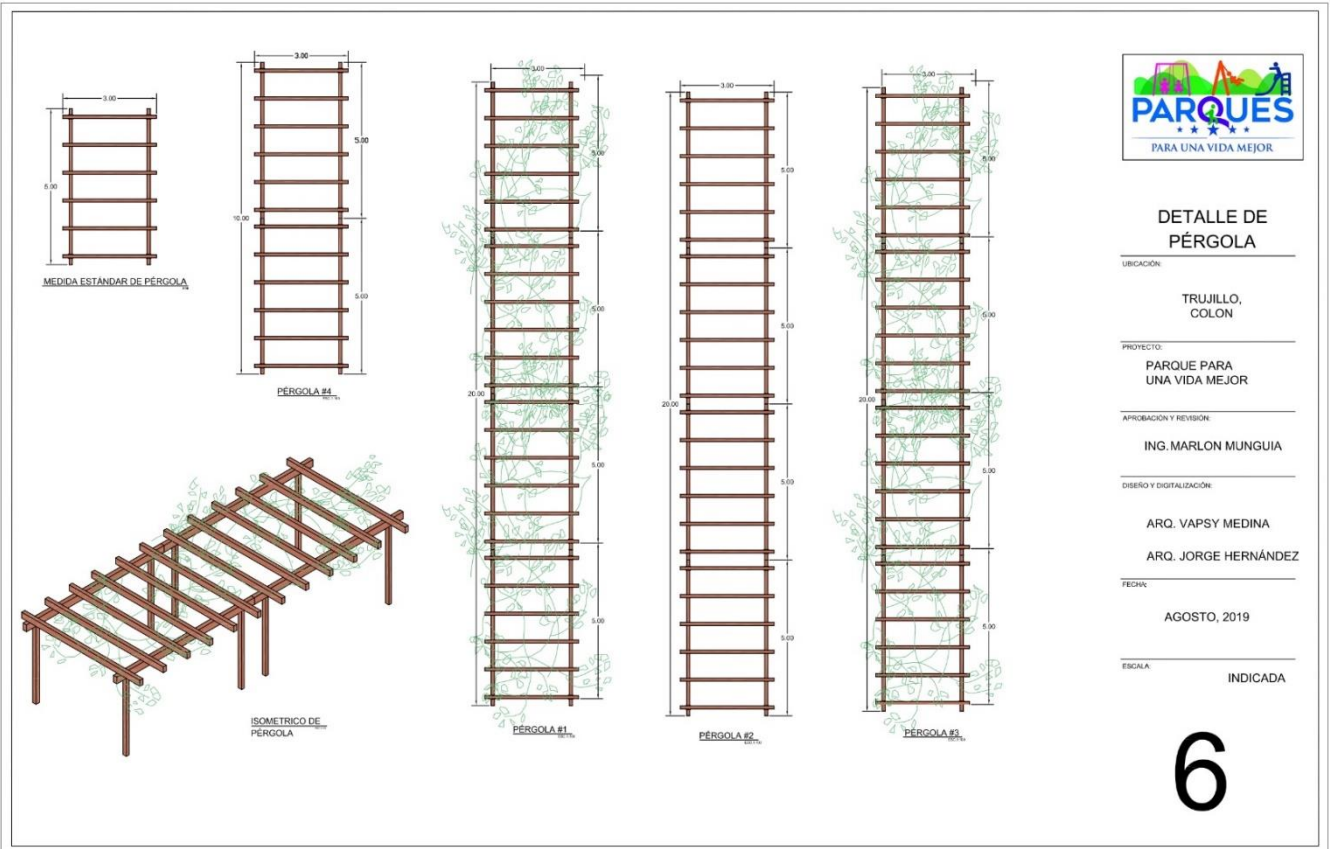 3.00
5.00
MEDIDA ESTÁNDAR DE PÉRGOLA
3.00
10.00
5.00
5.00
PÉRGOLA #4
3.00
20.00
5.00
5.00
5.00
5.00
PÉRGOLA #1
3.00
20.00
5.00
5.00
5.00
5.00
PÉRGOLA #2
3.00
20.00
5.00
5.00
5.00
5.00
PÉRGOLA #3
ISOMETRICO DE
PÉRGOLA
PARQUES
PARA UNA VIDA MEJOR
DETALLE DE
PÉRGOLA
UBICACIÓN:
TRUJILLO,
COLON
PROYECTO:
PARQUE PARA
UNA VIDA MEJOR
APROBACIÓN Y REVISIÓN:
ING. MARLON MUNGUIA
DISEÑO Y DIGITALIZACIÓN:
ARQ. VAPSY MEDINA
ARQ. JORGE HERNÁNDEZ
FECHA:
AGOSTO, 2019
ESCALA:
INDICADA
6